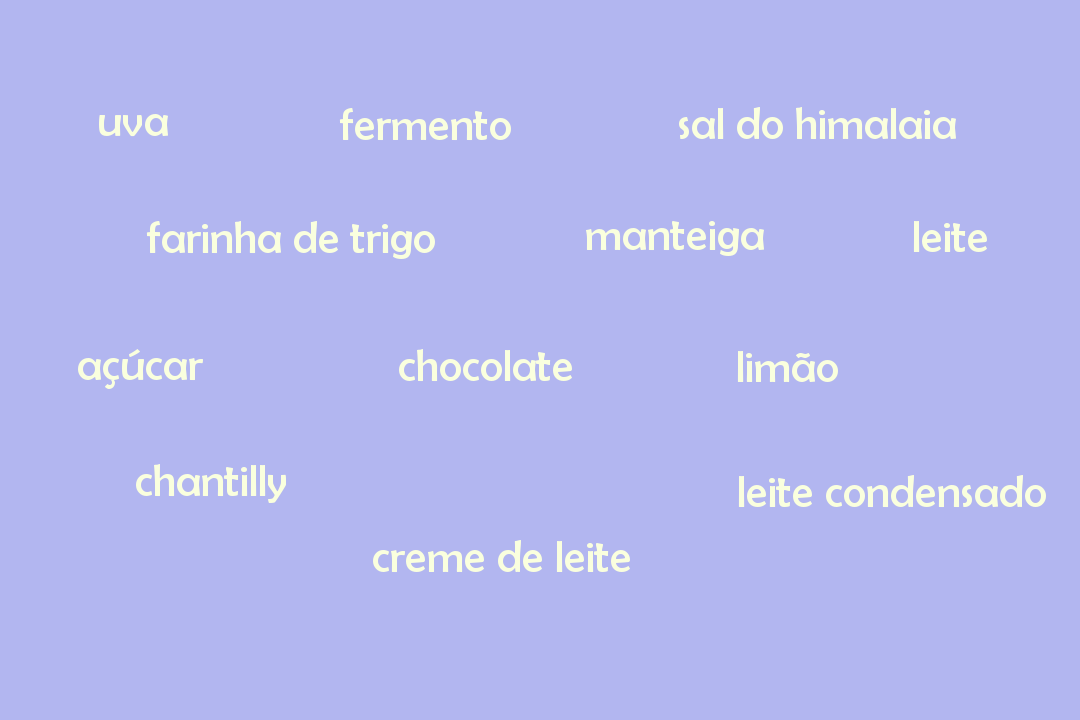 uva fermento sal do himalaia
farinha de trigo manteiga leite
açúcar chocolate limão
chantilly leite condensado
creme de leite